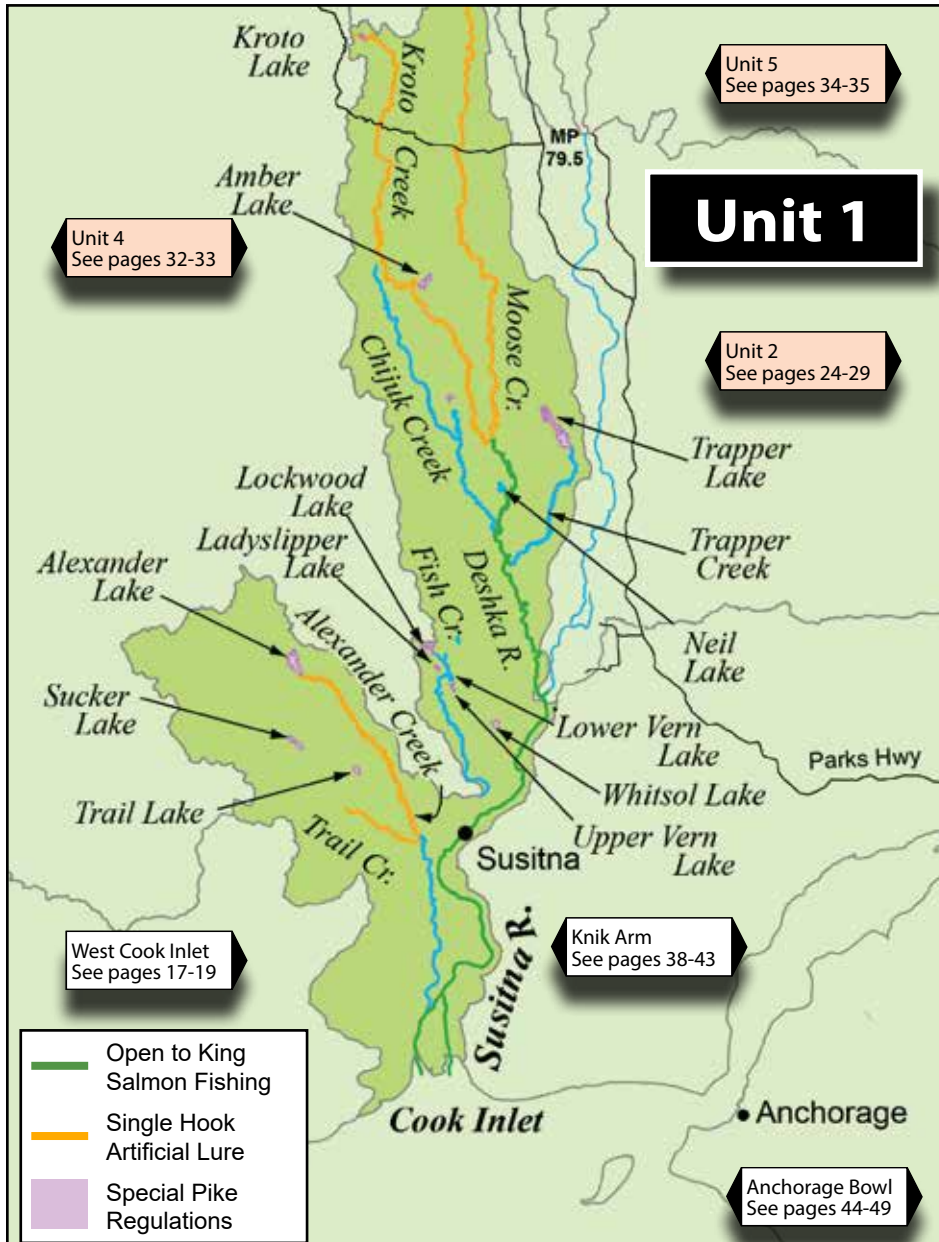 Kroto
Lake
Kroto
Creek
Unit 5
See pages 34-35
MP
79.5
Amber
Lake
Unit 1
Unit 4
See pages 32-33
Moose Cr.
Unit 2
See pages 24-29
Chijuk Creek
Trapper
Lake
Lockwood
Lake
Ladyslipper
Lake
Trapper
Creek
Alexander
Lake
Fish Cr.
Deshka R.
Neil
Lake
Alexander Creek
Sucker
Lake
Lower Vern
Lake
Parks Hwy
Whitsol Lake
Trail Lake
Upper Vern
Lake
Trail Cr.
Susitna
West Cook Inlet
See pages 17-19
Susitna R.
Knik Arm
See pages 38-43
Open to King
Salmon Fishing
Single Hook
Artificial Lure
Special Pike
Regulations
Cook Inlet
Anchorage
Anchorage Bowl
See pages 44-49